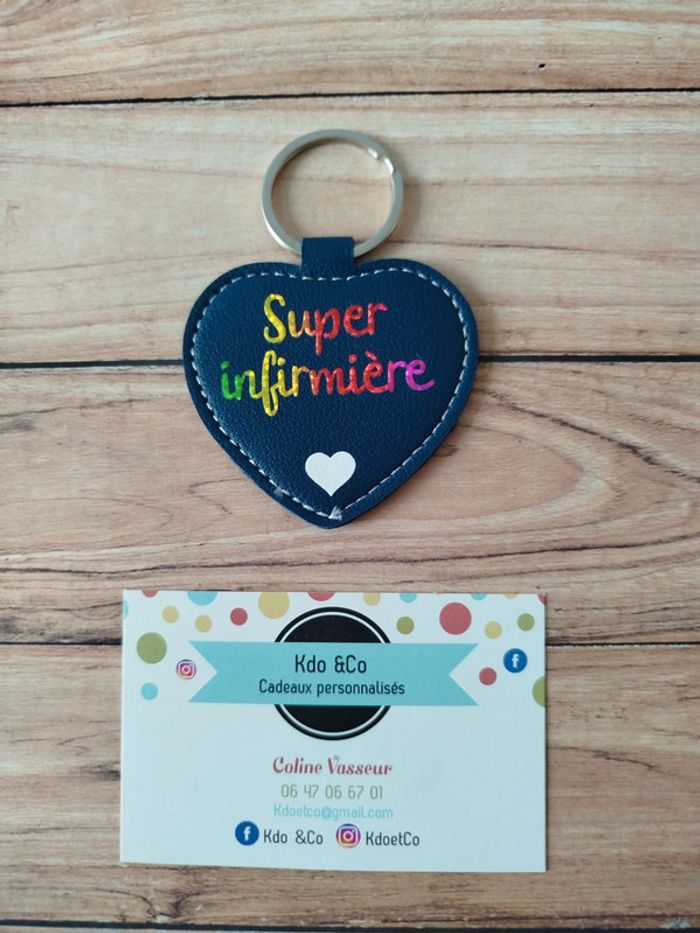 Super
infirmière
Kdo &Co
Cadeaux personnalisés
Coline Vasseur
06 47 06 67 01
Kdoetco@gmail.com
Kdo &Co KdoetCo